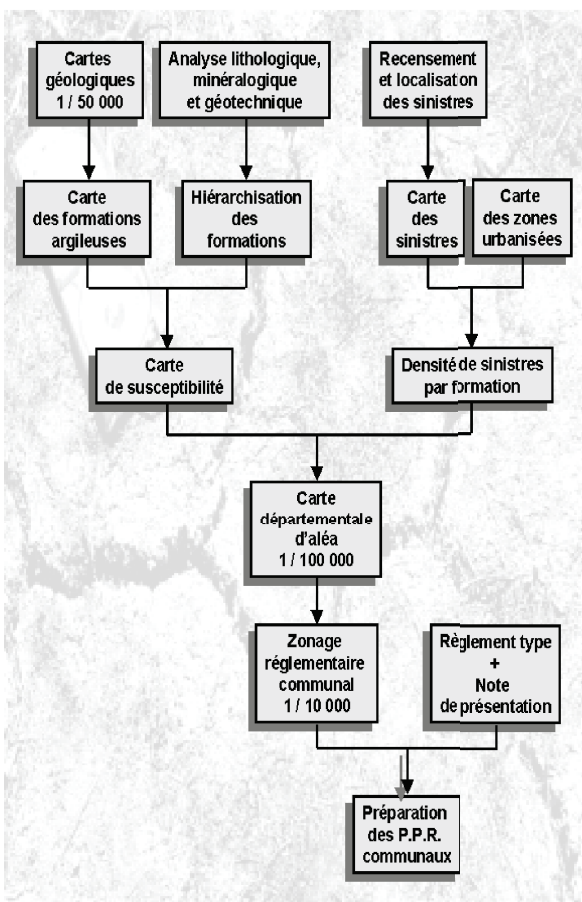 Cartes
géologiques
1 / 50 000
Analyse lithologique,
minéralogique
et géotechnique
Recensement
et localisation
des sinistres
Carte
des formations
argileuses
Hiérarchisation
des
formations
Carte
des
sinistres
Carte
des zones
urbanisées
Carte
de susceptibilité
Densité de sinistres
par formation
Carte
départementale
d'aléa
1 / 100 000
Zonage
réglementaire
communal
1 / 10 000
Règlement type
+
Note
de présentation
Préparation
des P.P.R.
communaux